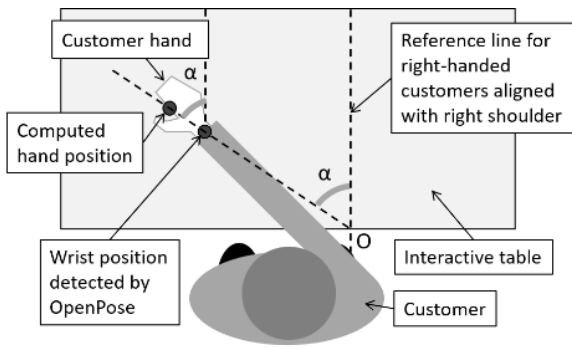 Customer hand
α
Reference line for
right-handed
customers aligned
with right shoulder
Computed
hand position
α
O
Wrist position
detected by
OpenPose
Interactive table
Customer